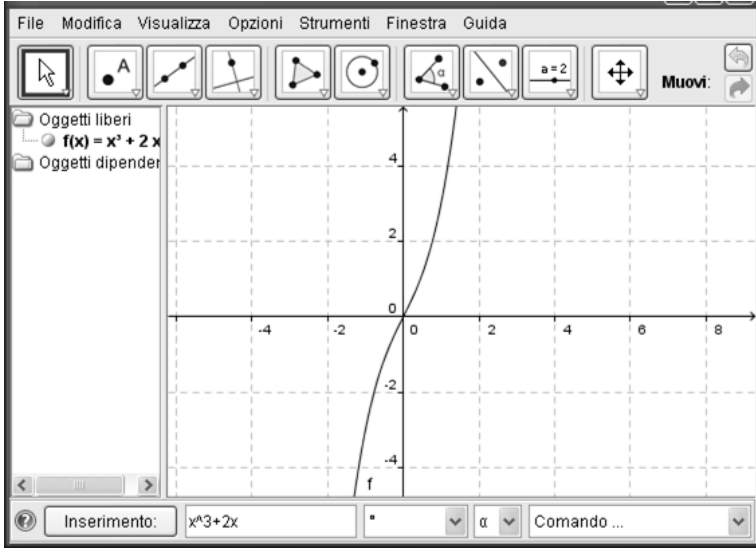 File Modifica Visualizza Opzioni Strumenti Finestra Guida
A α a=2 Muovi:
Oggetti liberi
f(x) = x³ + 2 x
Oggetti dipender
4
2
0
-4 -2 0 2 4 6 8
-2
-4
f
Inserimento: x^3+2x ° α Comando ...